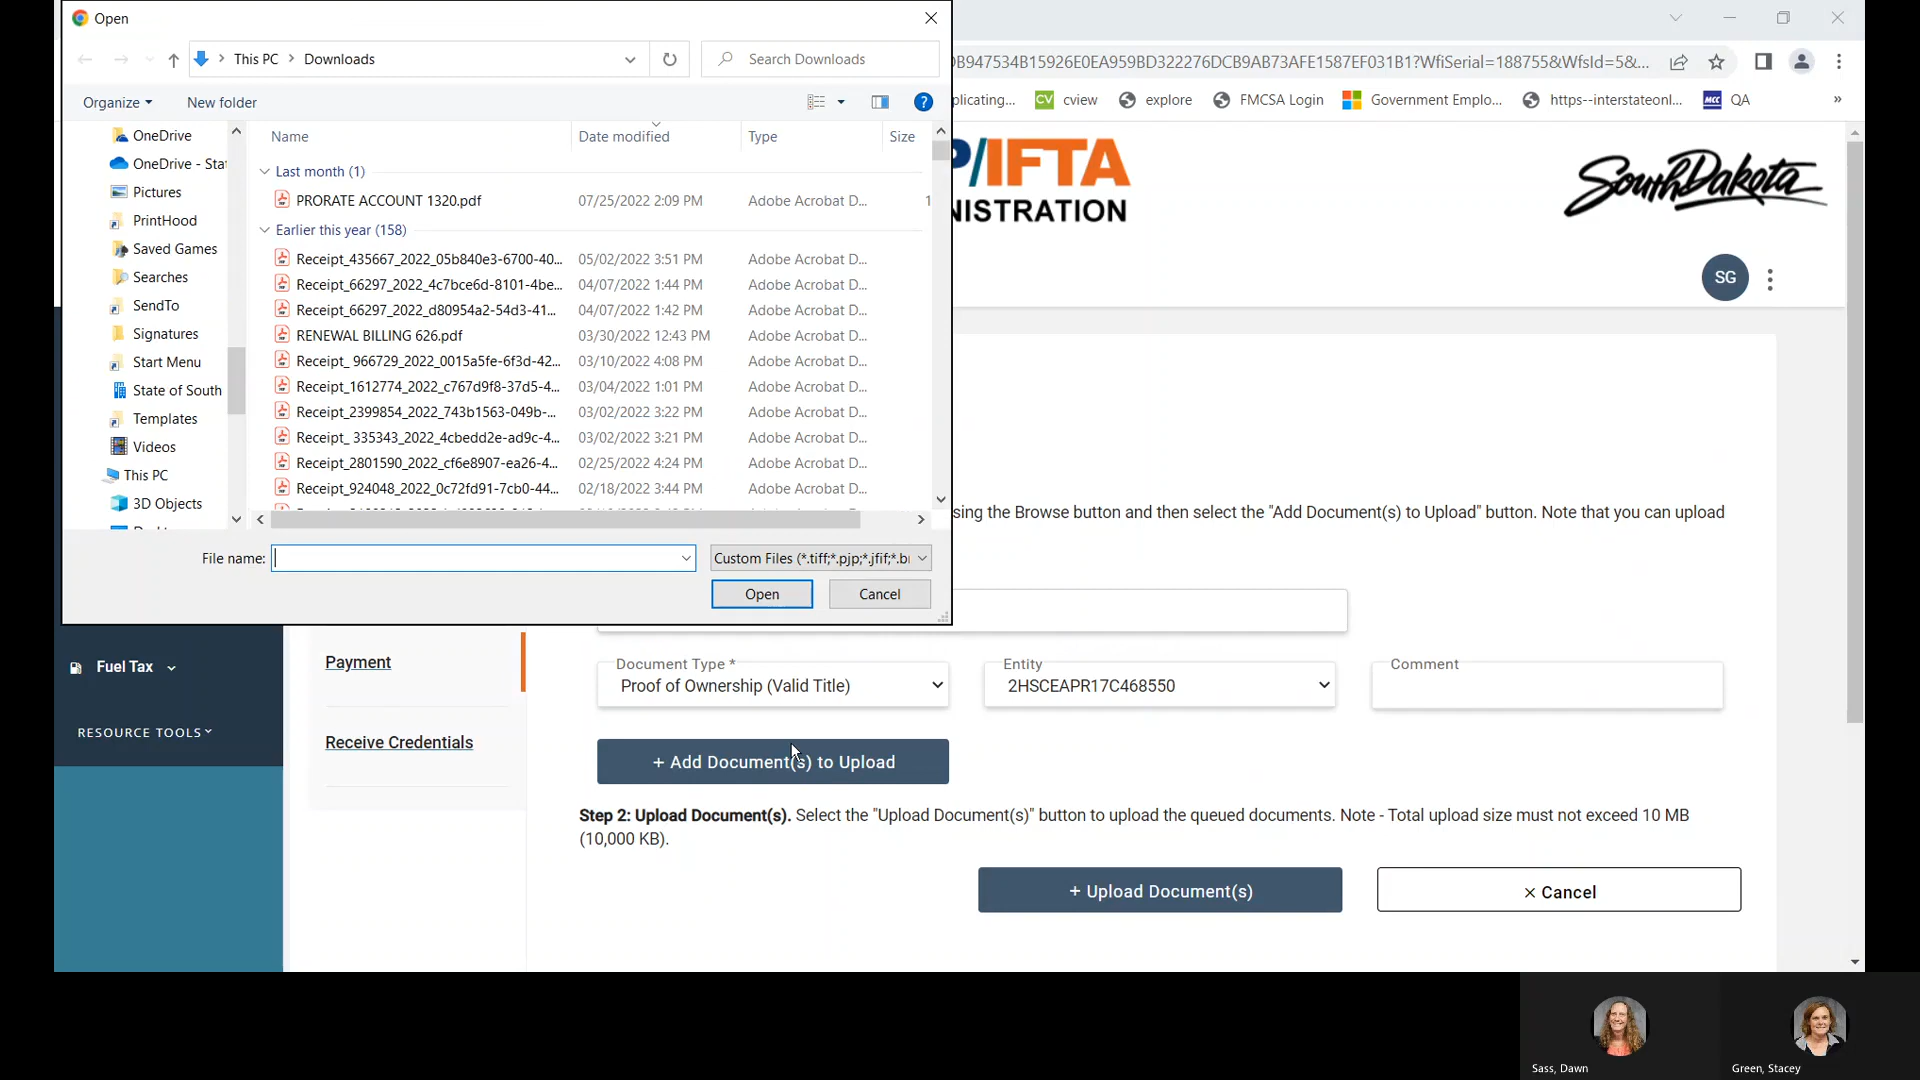 Open
This PC > Downloads
Search Downloads
Organize
New folder
OneDrive
OneDrive - Stat
Pictures
PrintHood
Saved Games
Searches
SendTo
Signatures
Start Menu
State of South
Templates
Videos
This PC
3D Objects
Name Date modified Type Size
Last month (1)
PRORATE ACCOUNT 1320.pdf 07/25/2022 2:09 PM Adobe Acrobat D... 1
Earlier this year (158)
Receipt_435667_2022_05b840e3-6700-40... 05/02/2022 3:51 PM Adobe Acrobat D...
Receipt_66297_2022_4c7bce6d-8101-4be... 04/07/2022 1:44 PM Adobe Acrobat D...
Receipt_66297_2022_d80954a2-54d3-41... 04/07/2022 1:42 PM Adobe Acrobat D...
RENEWAL BILLING 626.pdf 03/30/2022 12:43 PM Adobe Acrobat D...
Receipt_ 966729_2022_0015a5fe-6f3d-42... 03/10/2022 4:08 PM Adobe Acrobat D...
Receipt_1612774_2022_c767d9f8-37d5-4... 03/04/2022 1:01 PM Adobe Acrobat D...
Receipt_2399854_2022_743b1563-049b-... 03/02/2022 3:22 PM Adobe Acrobat D...
Receipt_ 335343_2022_4cbedd2e-ad9c-4... 03/02/2022 3:21 PM Adobe Acrobat D...
Receipt_2801590_2022_cf6e8907-ea26-4... 02/25/2022 4:24 PM Adobe Acrobat D...
Receipt_924048_2022_0c72fd91-7cb0-44... 02/18/2022 3:44 PM Adobe Acrobat D...
File name:
Custom Files (*.tiff;*.pjp;*.jfif;*.b
Open
Cancel
DB947534B15926E0EA959BD322276DCB9AB73AFE1587EF031B1?WfiSerial=188755&WfsId=5&...
plicating... CV cview explore FMCSA Login Government Emplo... https--interstateonl... MCC QA »
P/IFTA
NISTRATION
South Dakota
SG
sing the Browse button and then select the "Add Document(s) to Upload" button. Note that you can upload
Fuel Tax
RESOURCE TOOLS
Payment
Receive Credentials
Document Type *
Proof of Ownership (Valid Title)
Entity
2HSCEAPR17C468550
Comment
+ Add Document(s) to Upload
Step 2: Upload Document(s). Select the "Upload Document(s)" button to upload the queued documents. Note - Total upload size must not exceed 10 MB
(10,000 KB).
+ Upload Document(s)
× Cancel
Sass, Dawn
Green, Stacey